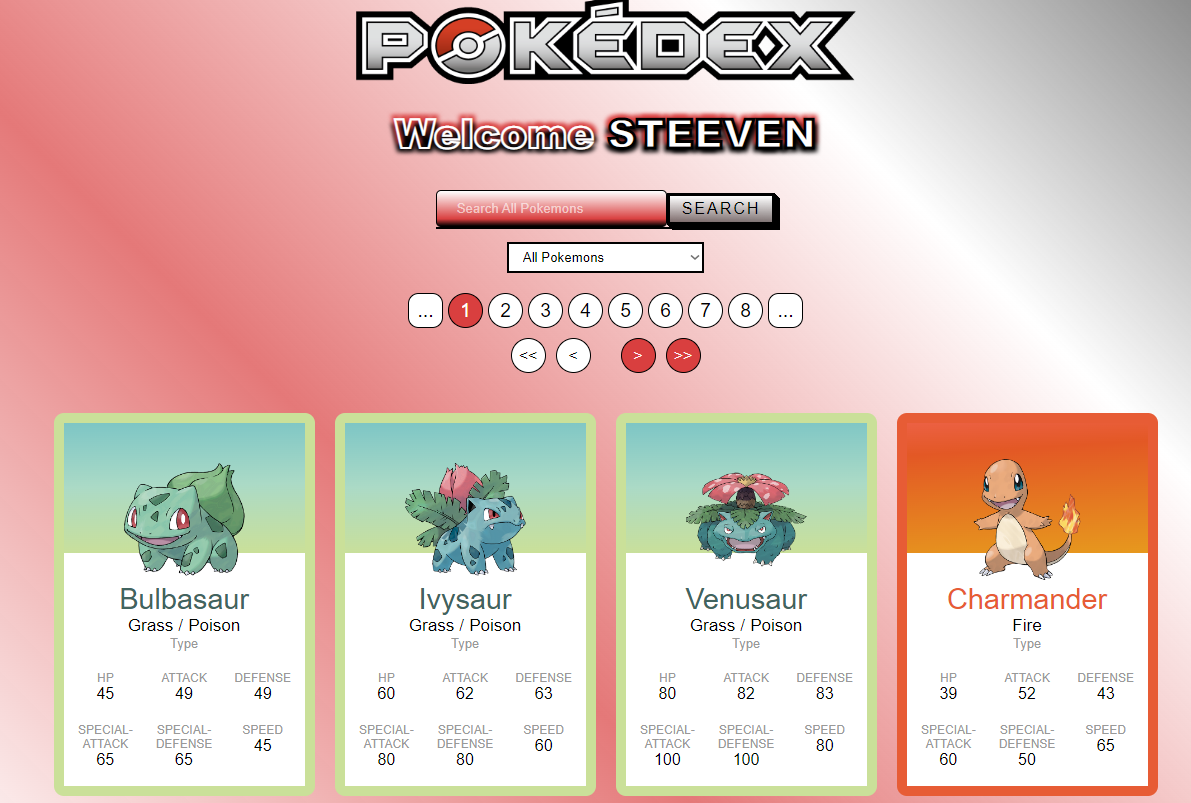 POKÉDEX
Welcome STEEVEN
Search All Pokemons SEARCH
All Pokemons
... 1 2 3 4 5 6 7 8 ...
<< < > >>
Bulbasaur Ivysaur Venusaur Charmander
Grass / Poison Grass / Poison Grass / Poison Fire
Type Type Type Type
HP ATTACK DEFENSE HP ATTACK DEFENSE HP ATTACK DEFENSE HP ATTACK DEFENSE
45 49 49 60 62 63 80 82 83 39 52 43
SPECIAL- SPECIAL- SPEED SPECIAL- SPECIAL- SPEED SPECIAL- SPECIAL- SPEED SPECIAL- SPECIAL- SPEED
ATTACK DEFENSE 45 ATTACK DEFENSE 60 ATTACK DEFENSE 80 ATTACK DEFENSE 65
65 65 80 80 100 100 60 50